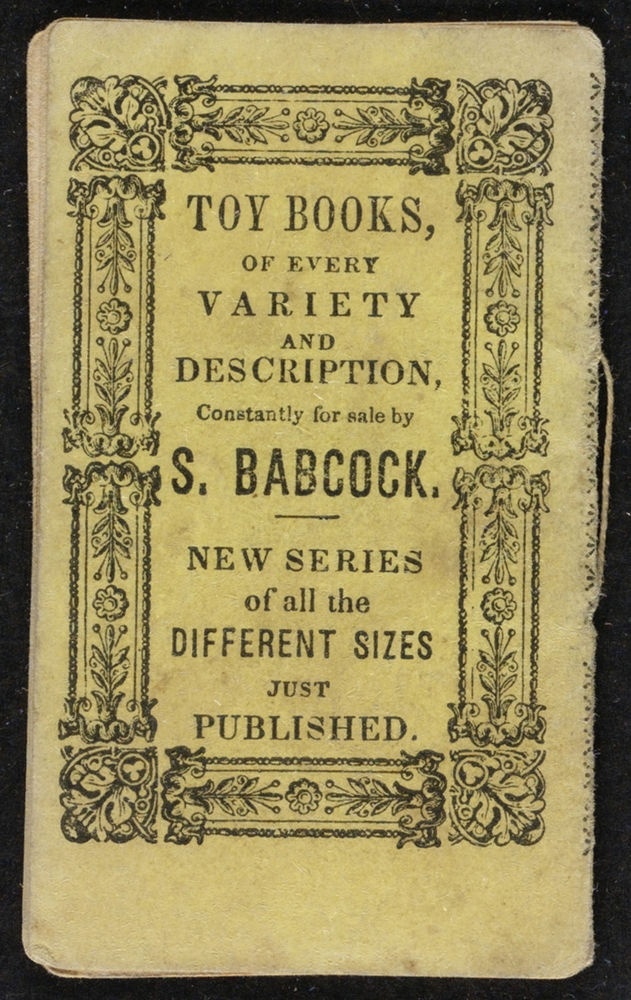 TOY BOOKS,
OF EVERY
VARIETY
AND
DESCRIPTION,
Constantly for sale by
S. BABCOCK.
NEW SERIES
of all the
DIFFERENT SIZES
JUST
PUBLISHED.